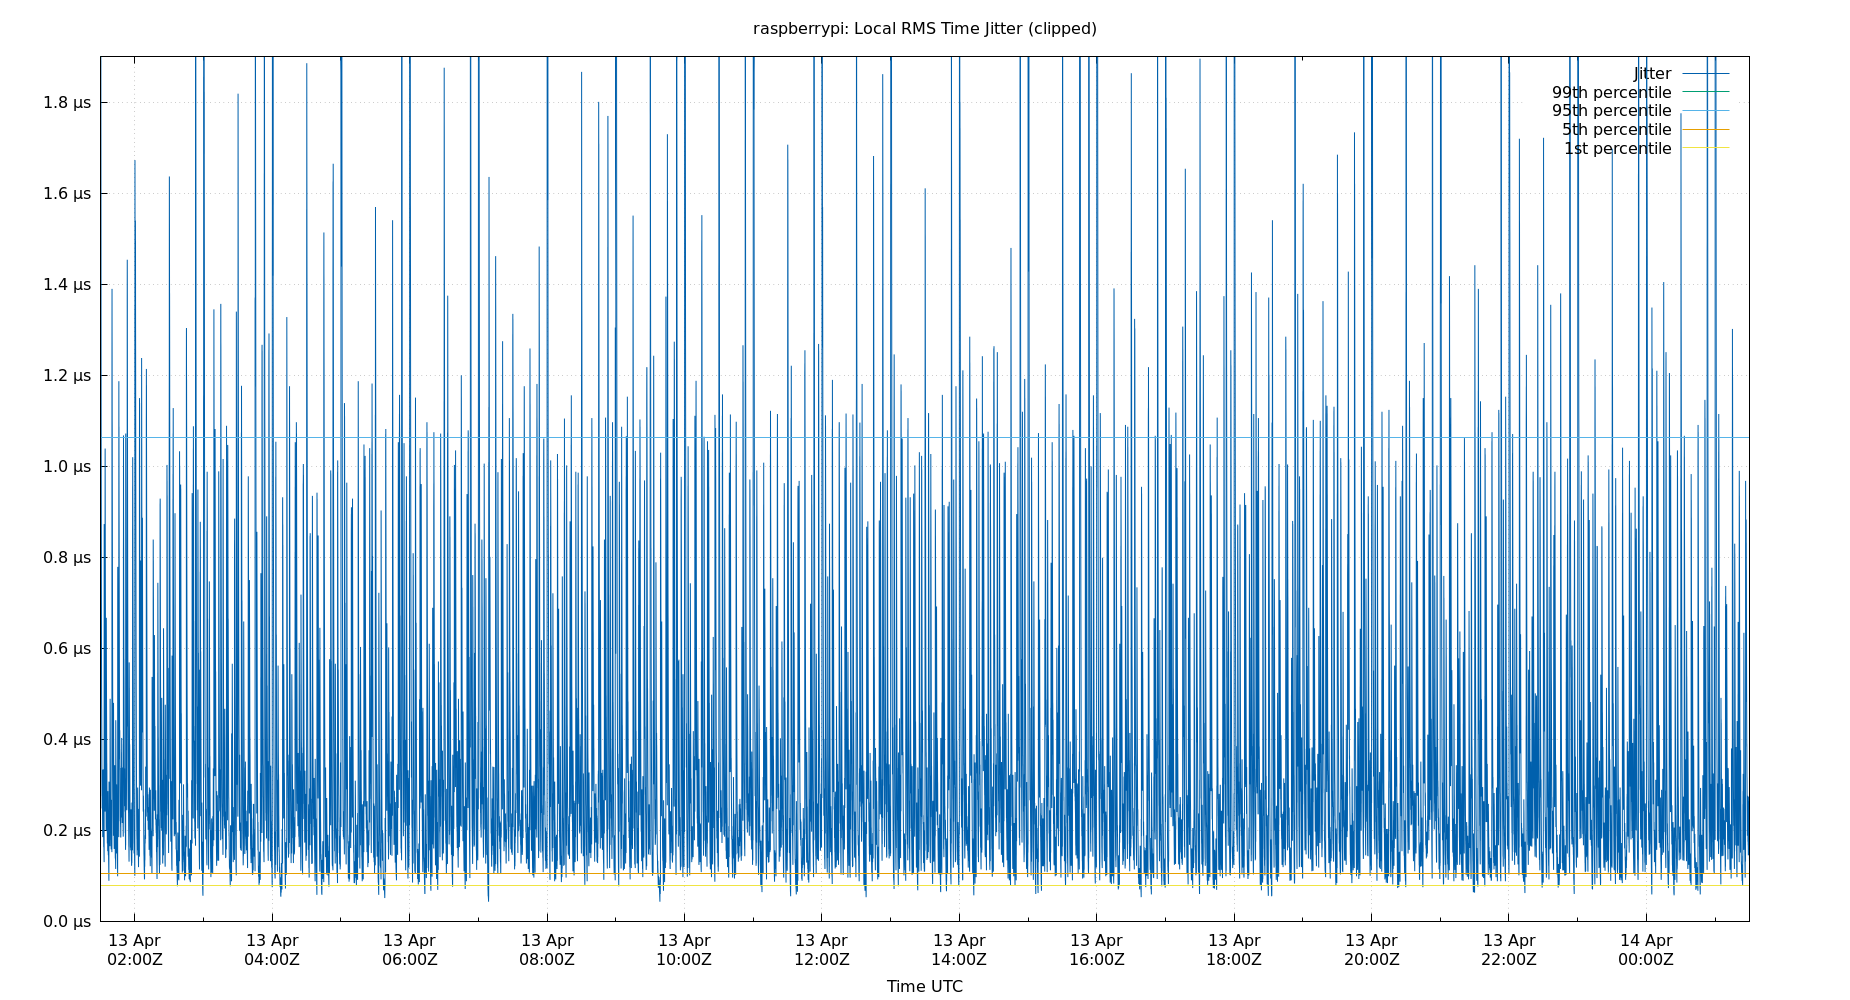 raspberrypi: Local RMS Time Jitter (clipped)
Jitter
99th percentile
95th percentile
5th percentile
1st percentile
1.8 µs
1.6 µs
1.4 µs
1.2 µs
1.0 µs
0.8 µs
0.6 µs
0.4 µs
0.2 µs
0.0 µs
13 Apr 13 Apr 13 Apr 13 Apr 13 Apr 13 Apr 13 Apr 13 Apr 13 Apr 13 Apr 13 Apr 14 Apr
02:00Z 04:00Z 06:00Z 08:00Z 10:00Z 12:00Z 14:00Z 16:00Z 18:00Z 20:00Z 22:00Z 00:00Z
Time UTC